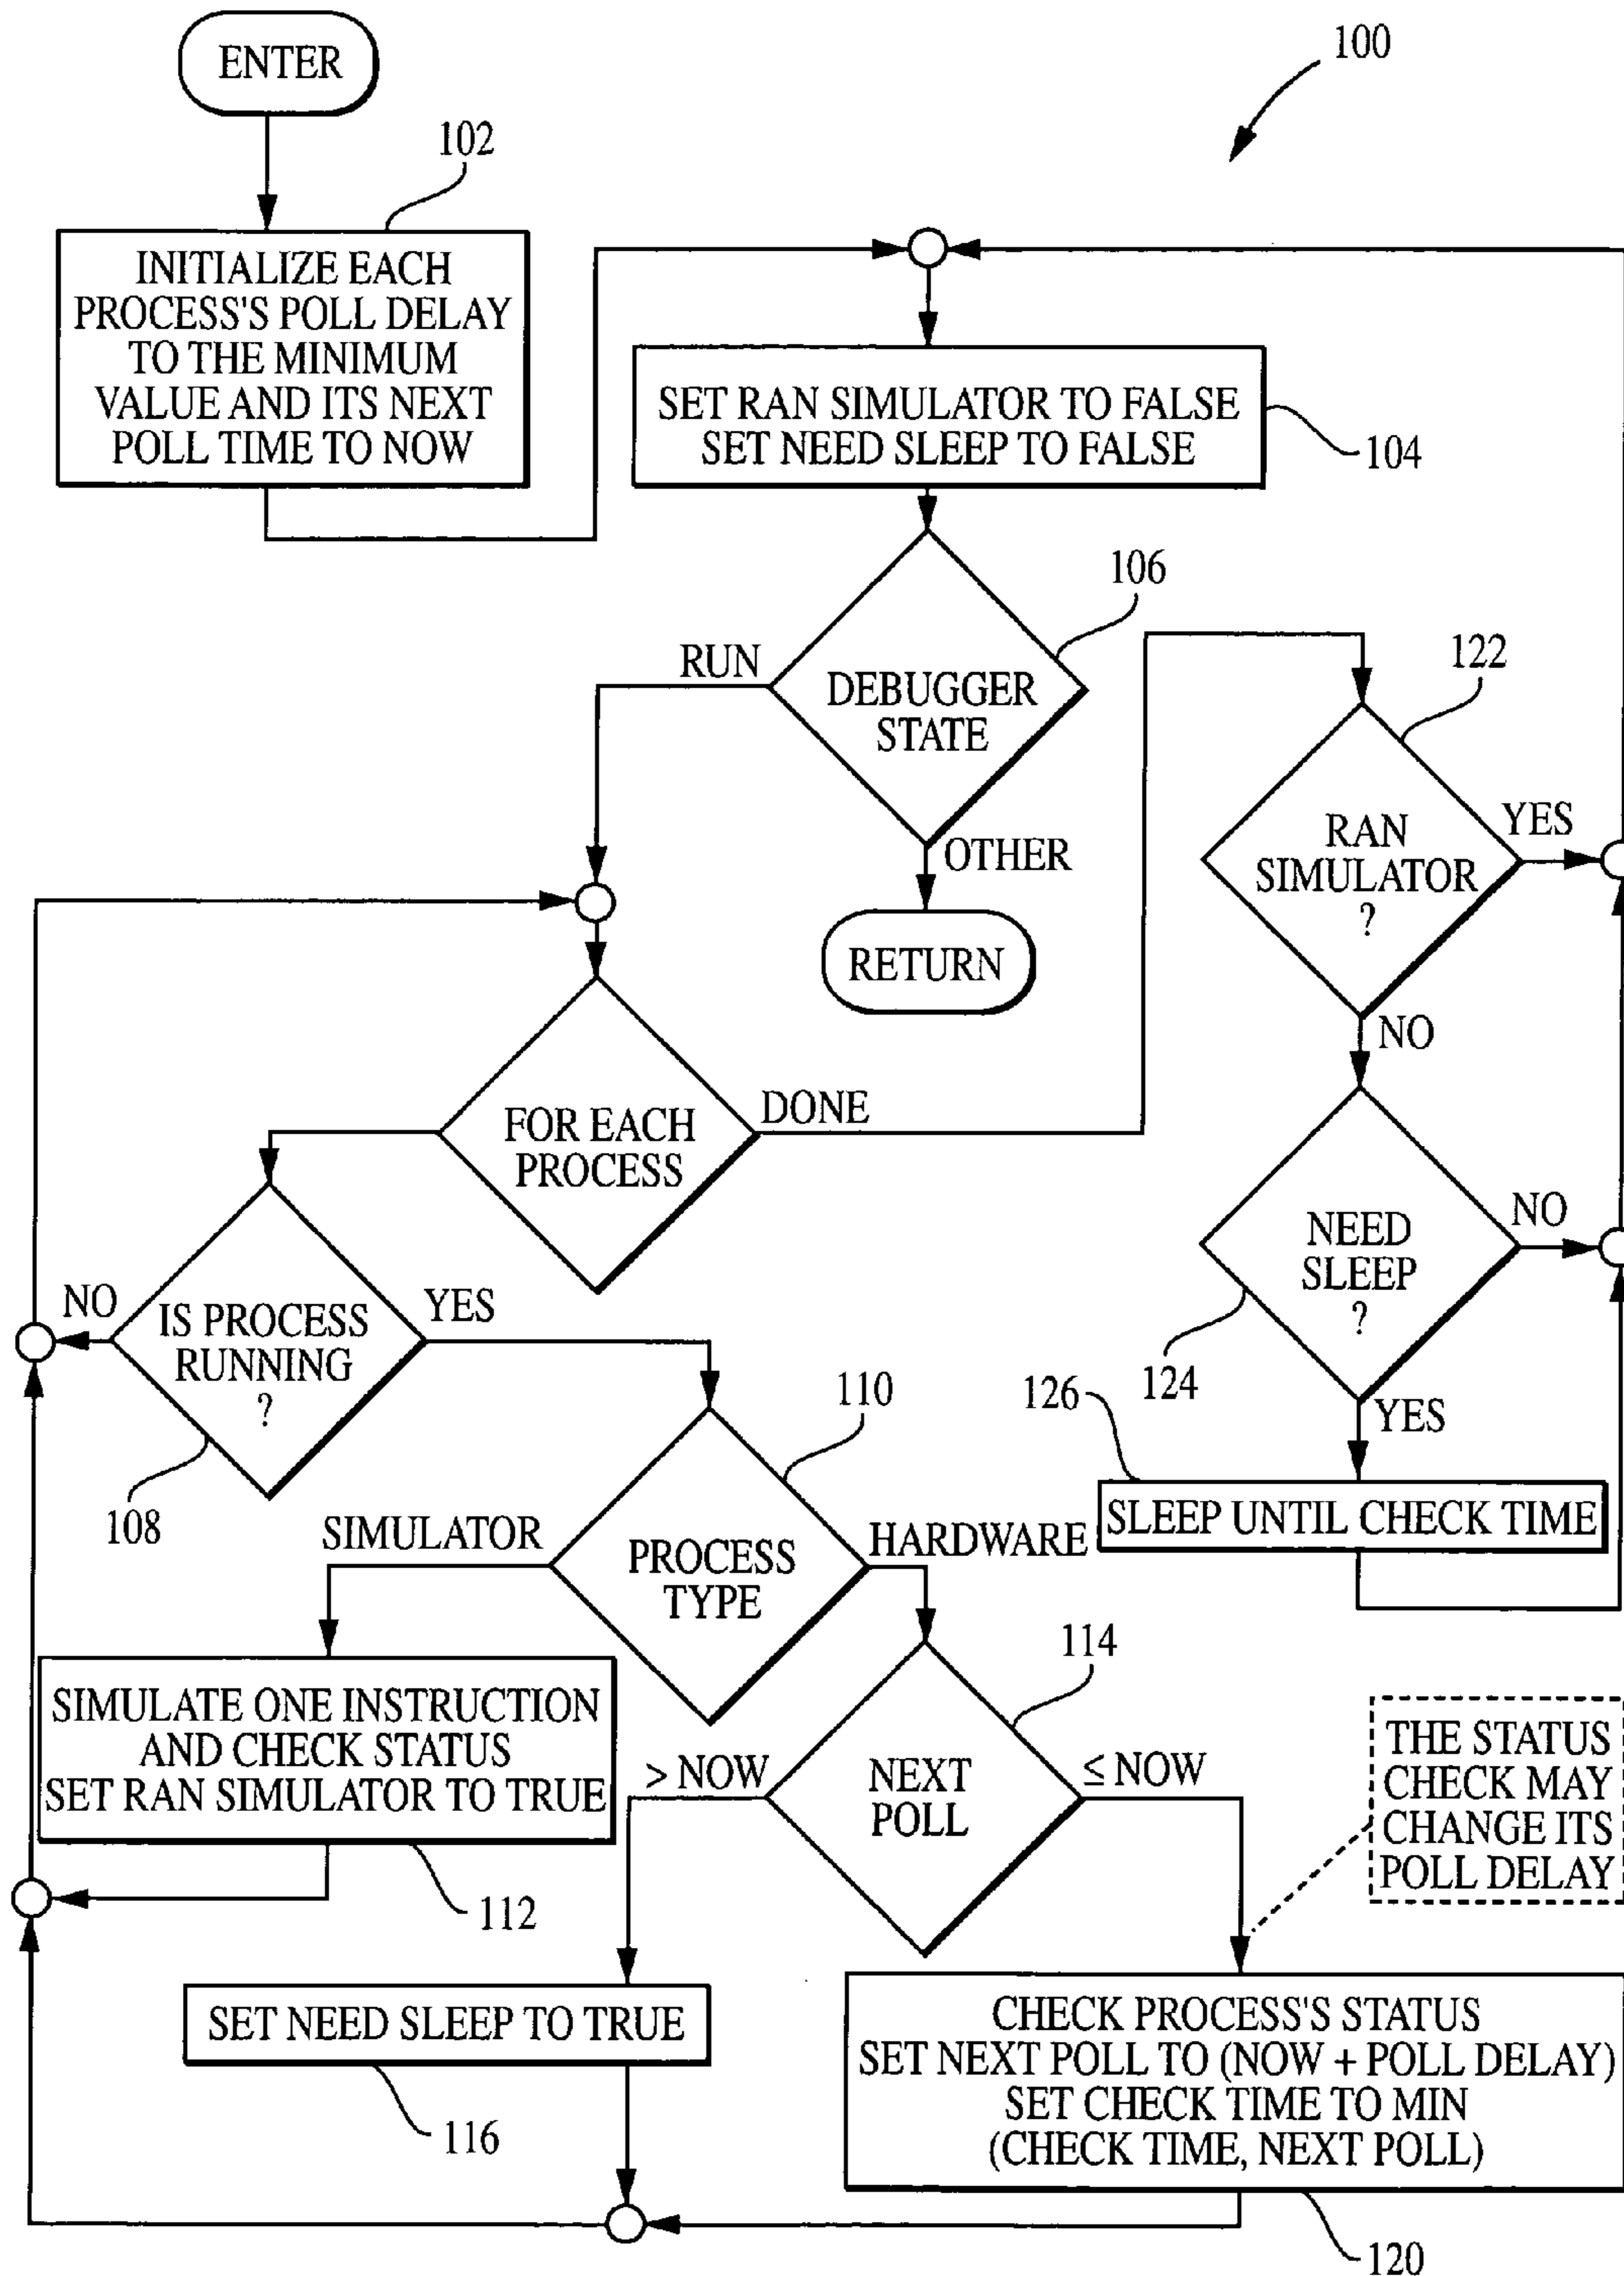 ENTER
100
102
INITIALIZE EACH
PROCESS'S POLL DELAY
TO THE MINIMUM
VALUE AND ITS NEXT
POLL TIME TO NOW
SET RAN SIMULATOR TO FALSE
SET NEED SLEEP TO FALSE
104
106
RUN
DEBUGGER
STATE
OTHER
RETURN
122
RAN
SIMULATOR
?
YES
NO
FOR EACH
PROCESS
DONE
NEED
SLEEP
?
NO
124
YES
126
SLEEP UNTIL CHECK TIME
NO
IS PROCESS
RUNNING
?
YES
108
110
SIMULATOR
PROCESS
TYPE
HARDWARE
SIMULATE ONE INSTRUCTION
AND CHECK STATUS
SET RAN SIMULATOR TO TRUE
112
114
> NOW
NEXT
POLL
≤ NOW
THE STATUS
CHECK MAY
CHANGE ITS
POLL DELAY
SET NEED SLEEP TO TRUE
116
CHECK PROCESS'S STATUS
SET NEXT POLL TO (NOW + POLL DELAY)
SET CHECK TIME TO MIN
(CHECK TIME, NEXT POLL)
120